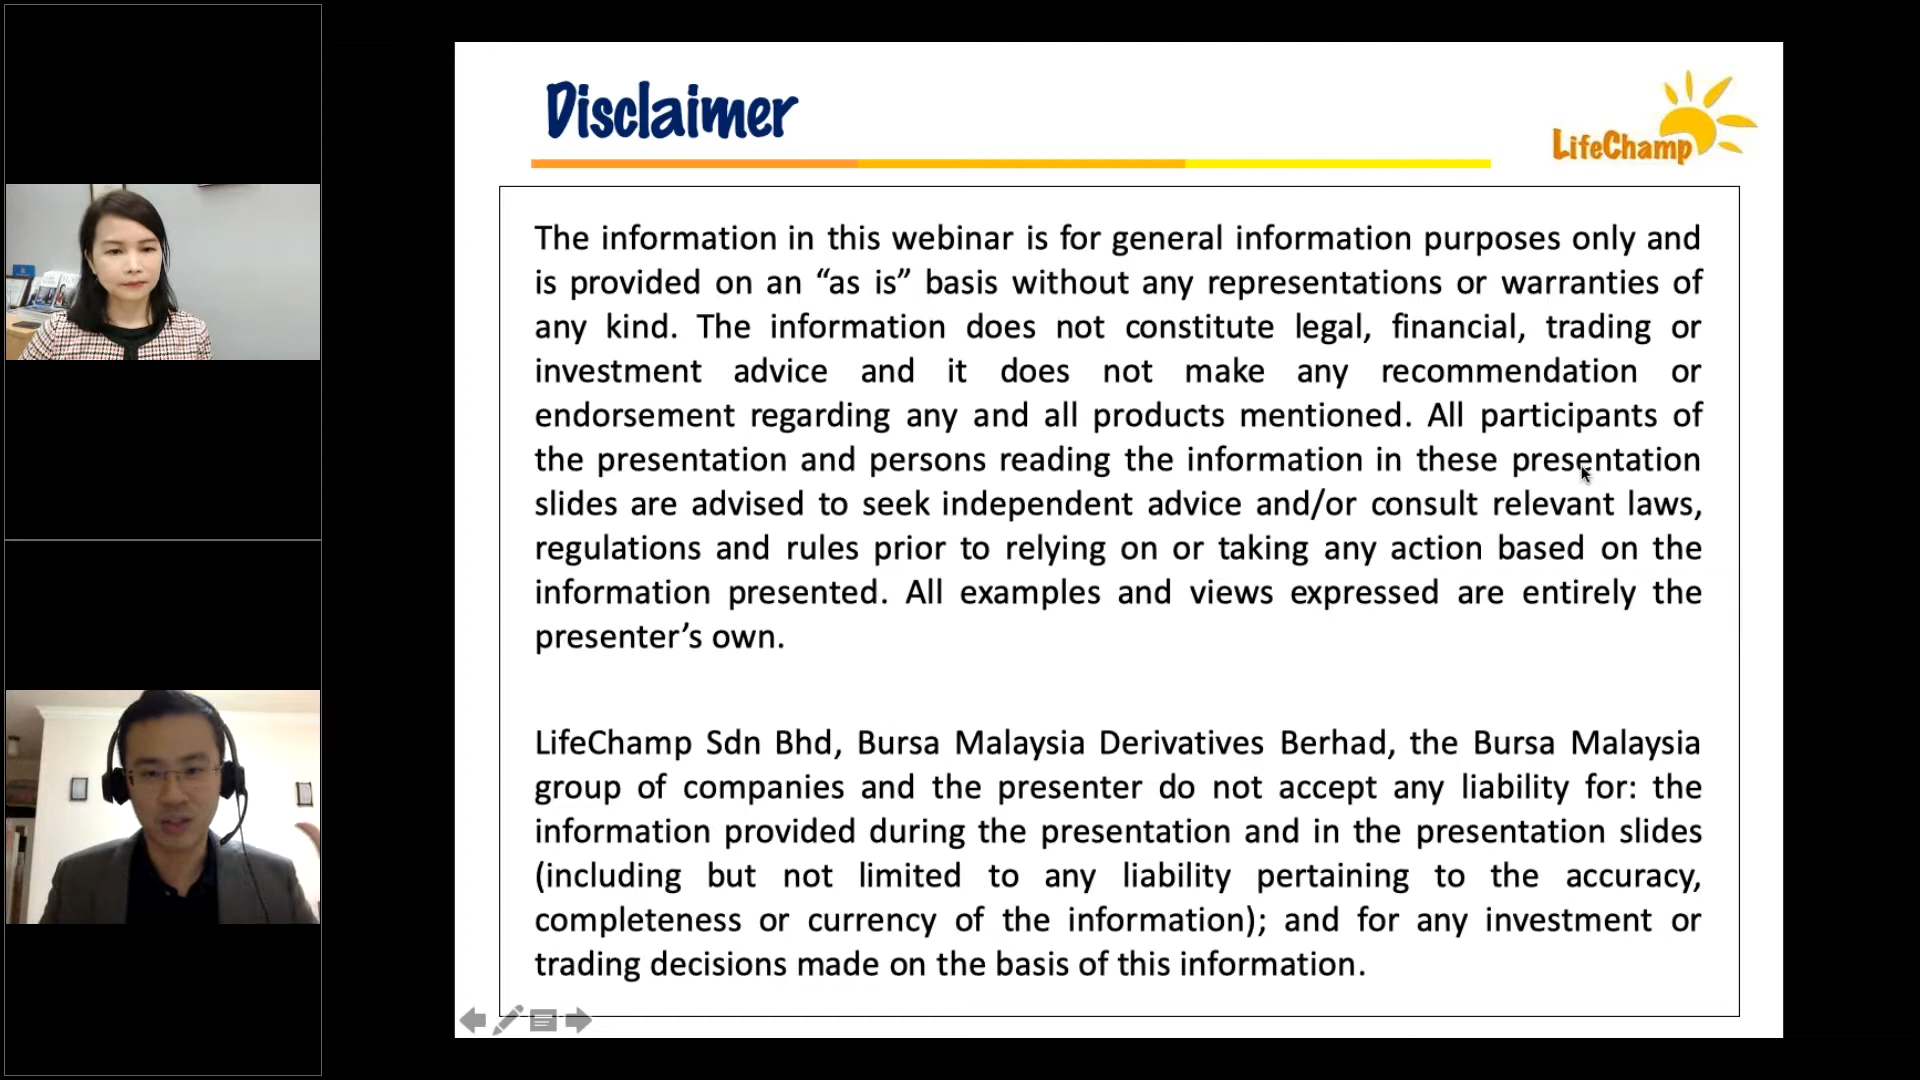 Disclaimer
LifeChamp
The information in this webinar is for general information purposes only and
is provided on an “as is” basis without any representations or warranties of
any kind. The information does not constitute legal, financial, trading or
investment advice and it does not make any recommendation or
endorsement regarding any and all products mentioned. All participants of
the presentation and persons reading the information in these presentation
slides are advised to seek independent advice and/or consult relevant laws,
regulations and rules prior to relying on or taking any action based on the
information presented. All examples and views expressed are entirely the
presenter’s own.
LifeChamp Sdn Bhd, Bursa Malaysia Derivatives Berhad, the Bursa Malaysia
group of companies and the presenter do not accept any liability for: the
information provided during the presentation and in the presentation slides
(including but not limited to any liability pertaining to the accuracy,
completeness or currency of the information); and for any investment or
trading decisions made on the basis of this information.